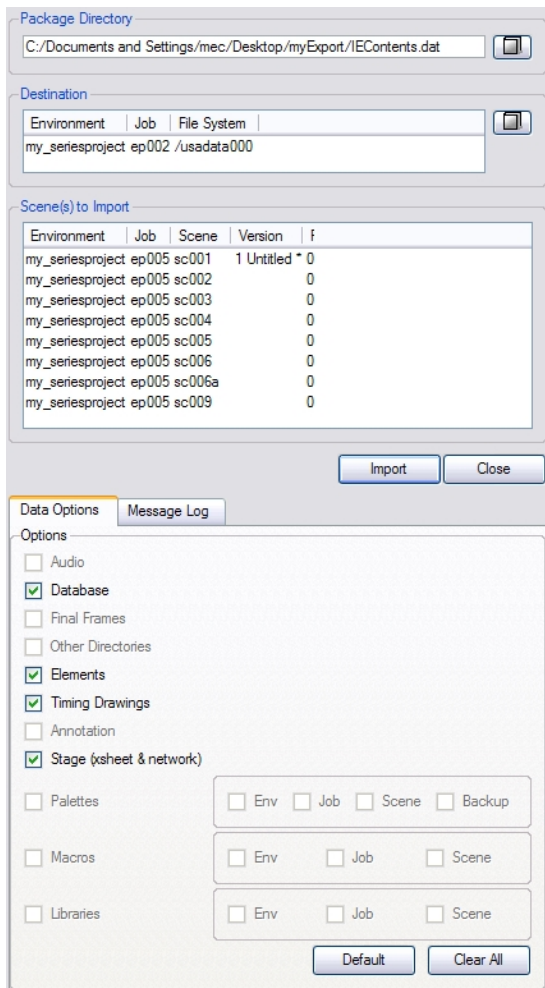 Package Directory
C:/Documents and Settings/mec/Desktop/myExport/IEContents.dat
Destination
Environment Job File System
my_seriesproject ep002 /usadata000
Scene(s) to Import
Environment Job Scene Version F
my_seriesproject ep005 sc001 1 Untitled * 0
my_seriesproject ep005 sc002 0
my_seriesproject ep005 sc003 0
my_seriesproject ep005 sc004 0
my_seriesproject ep005 sc005 0
my_seriesproject ep005 sc006 0
my_seriesproject ep005 sc006a 0
my_seriesproject ep005 sc009 0
Import Close
Data Options Message Log
Options
Audio
Database
Final Frames
Other Directories
Elements
Timing Drawings
Annotation
Stage (xsheet & network)
Palettes Env Job Scene Backup
Macros Env Job Scene
Libraries Env Job Scene
Default Clear All